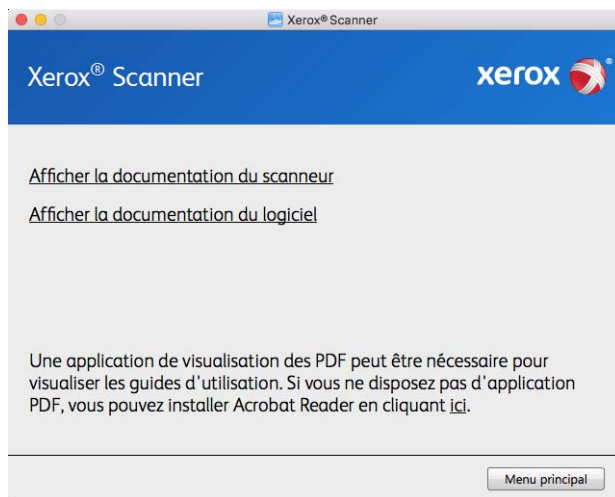 Xerox® Scanner
Xerox® Scanner
xerox
Afficher la documentation du scanneur
Afficher la documentation du logiciel
Une application de visualisation des PDF peut être nécessaire pour
visualiser les guides d'utilisation. Si vous ne disposez pas d'application
PDF, vous pouvez installer Acrobat Reader en cliquant ici.
Menu principal